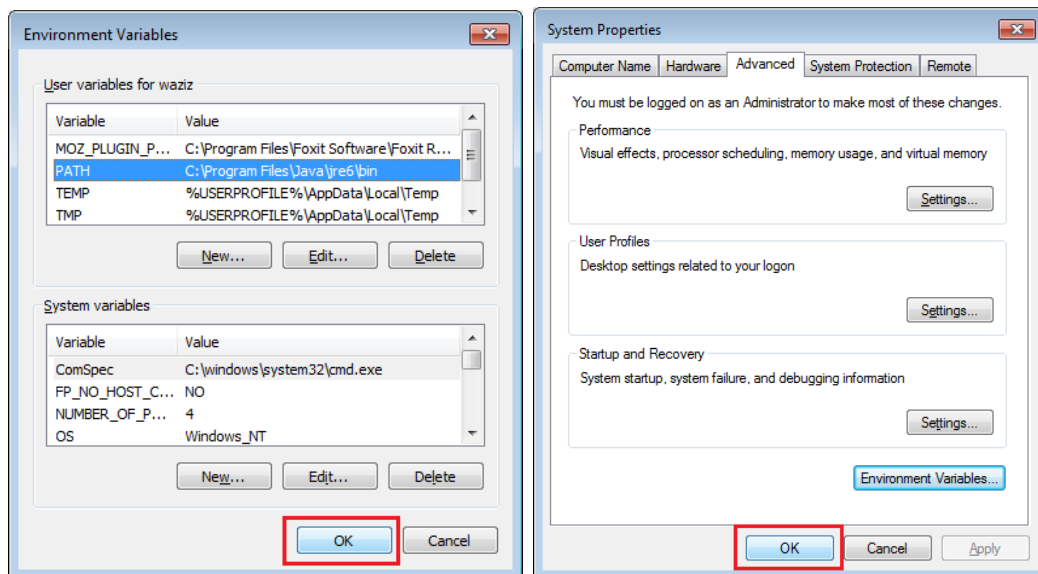 Environment Variables
User variables for waziz
Variable Value
MOZ_PLUGIN_P... C:\Program Files\Foxit Software\Foxit R...
PATH C:\Program Files\Java\jre6\bin
TEMP %USERPROFILE%\AppData\Local\Temp
TMP %USERPROFILE%\AppData\Local\Temp
New... Edit... Delete
System variables
Variable Value
ComSpec C:\windows\system32\cmd.exe
FP_NO_HOST_C... NO
NUMBER_OF_P... 4
OS Windows_NT
New... Edit... Delete
OK Cancel
System Properties
Computer Name Hardware Advanced System Protection Remote
You must be logged on as an Administrator to make most of these changes.
Performance
Visual effects, processor scheduling, memory usage, and virtual memory
Settings...
User Profiles
Desktop settings related to your logon
Settings...
Startup and Recovery
System startup, system failure, and debugging information
Settings...
Environment Variables...
OK Cancel Apply